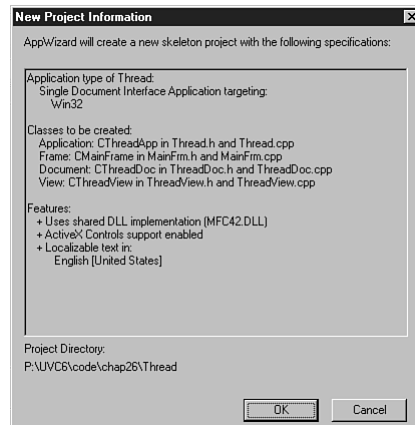 New Project Information
AppWizard will create a new skeleton project with the following specifications:
Application type of Thread:
Single Document Interface Application targeting:
Win32
Classes to be created:
Application: CThreadApp in Thread.h and Thread.cpp
Frame: CMainFrame in MainFrm.h and MainFrm.cpp
Document: CThreadDoc in ThreadDoc.h and ThreadDoc.cpp
View: CThreadView in ThreadView.h and ThreadView.cpp
Features:
+ Uses shared DLL implementation (MFC42.DLL)
+ ActiveX Controls support enabled
+ Localizable text in:
English [United States]
Project Directory:
P:\UVC6\code\chap26\Thread
OK
Cancel